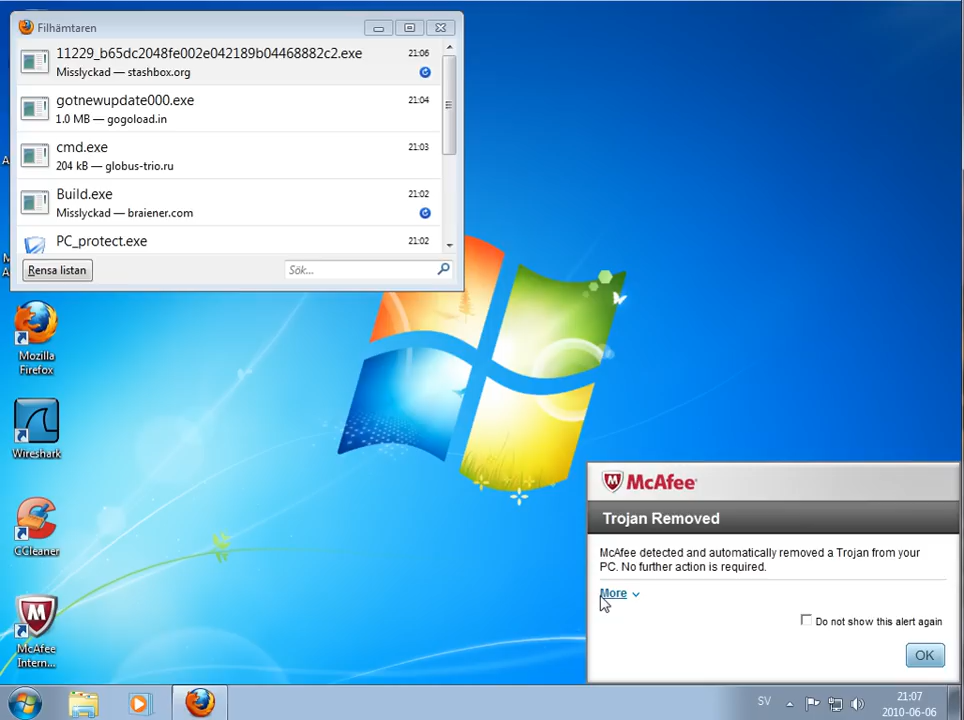 Filhämtaren
11229_b65dc2048fe002e042189b04468882c2.exe
21:06
Misslyckad — stashbox.org
gotnewupdate000.exe
21:04
1.0 MB — gogoload.in
cmd.exe
21:03
204 kB — globus-trio.ru
Build.exe
21:02
Misslyckad — braiener.com
PC_protect.exe
21:02
Rensa listan
Sök...
Mozilla
Firefox
Wireshark
CCleaner
McAfee
Intern...
McAfee
Trojan Removed
McAfee detected and automatically removed a Trojan from your
PC. No further action is required.
More
Do not show this alert again
OK
SV
21:07
2010-06-06